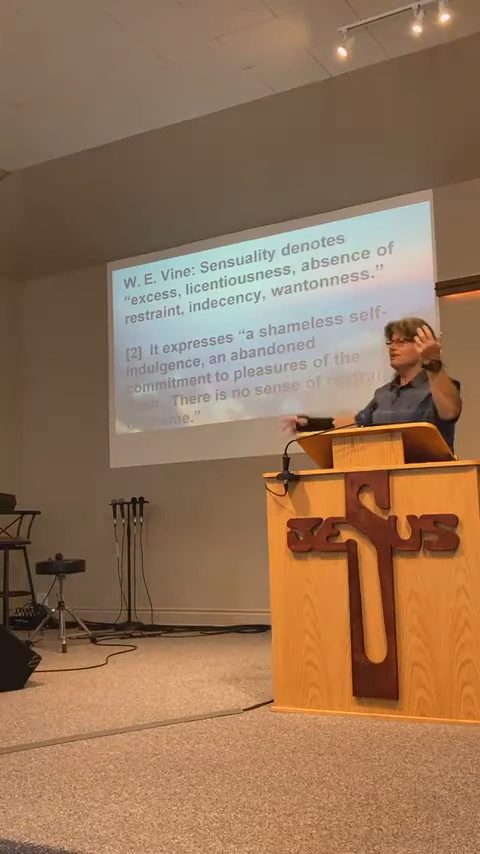 W. E. Vine: Sensuality denotes
"excess, licentiousness, absence of
restraint, indecency, wantonness."
[2] It expresses "a shameless self-
indulgence, an abandoned
commitment to pleasures of the
There is no sense of
JESUS